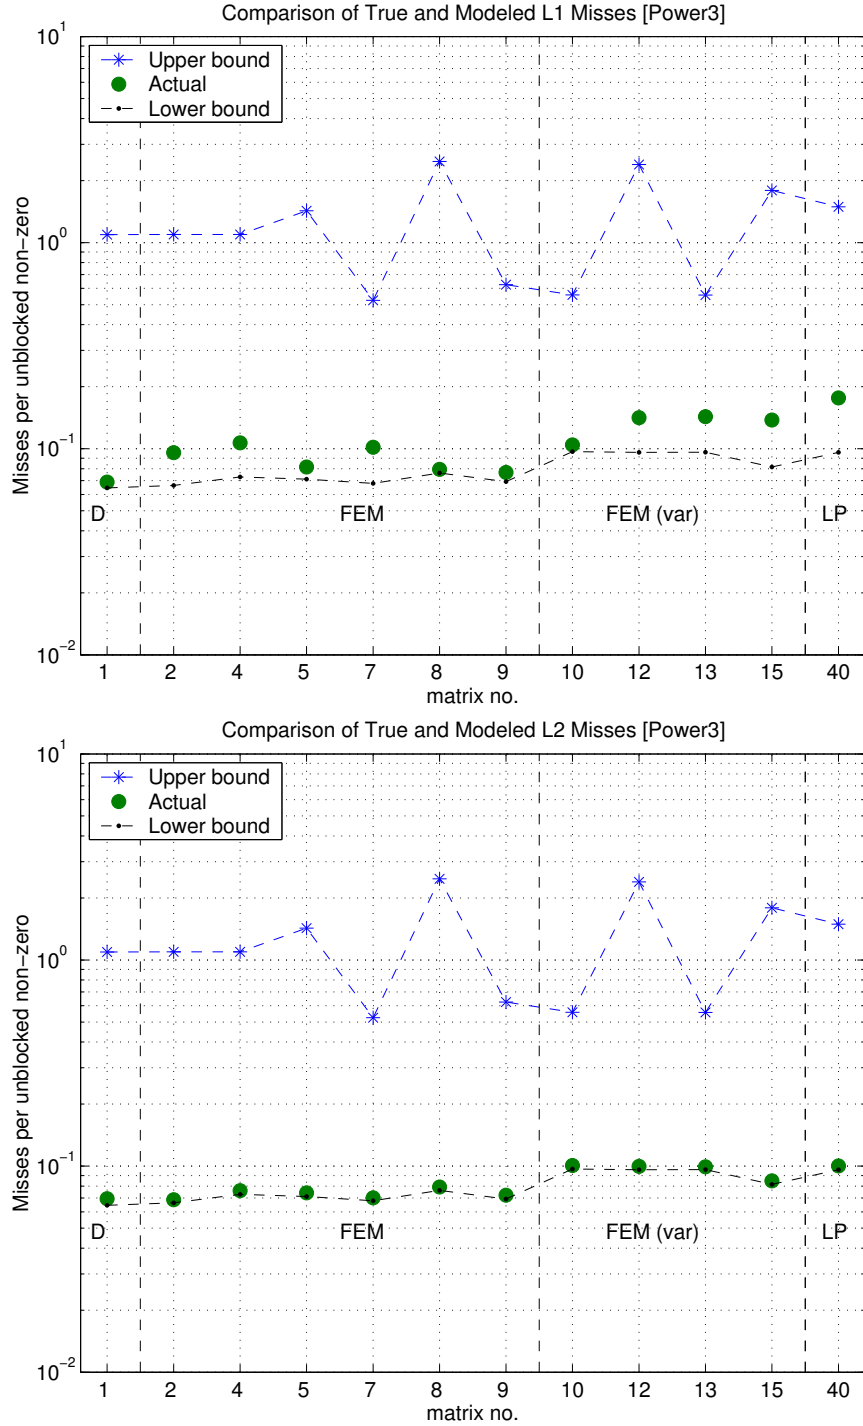 Comparison of True and Modeled L1 Misses [Power3]
10^1
Upper bound
Actual
Lower bound
10^0
Misses per unblocked non−zero
10^−1
D FEM FEM (var) LP
10^−2
1 2 4 5 7 8 9 10 12 13 15 40
matrix no.
Comparison of True and Modeled L2 Misses [Power3]
10^1
Upper bound
Actual
Lower bound
10^0
Misses per unblocked non−zero
10^−1
D FEM FEM (var) LP
10^−2
1 2 4 5 7 8 9 10 12 13 15 40
matrix no.